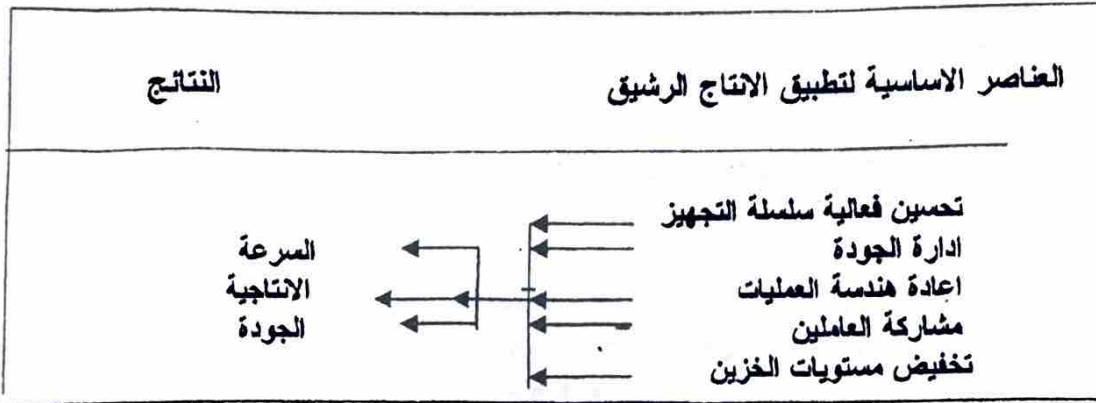 العناصر الاساسية لتطبيق الانتاج الرشيق النتائج
تحسين فعالية سلسلة التجهيز
ادارة الجودة السرعة
اعادة هندسة العمليات الانتاجية
مشاركة العاملين الجودة
تخفيض مستويات الخزين